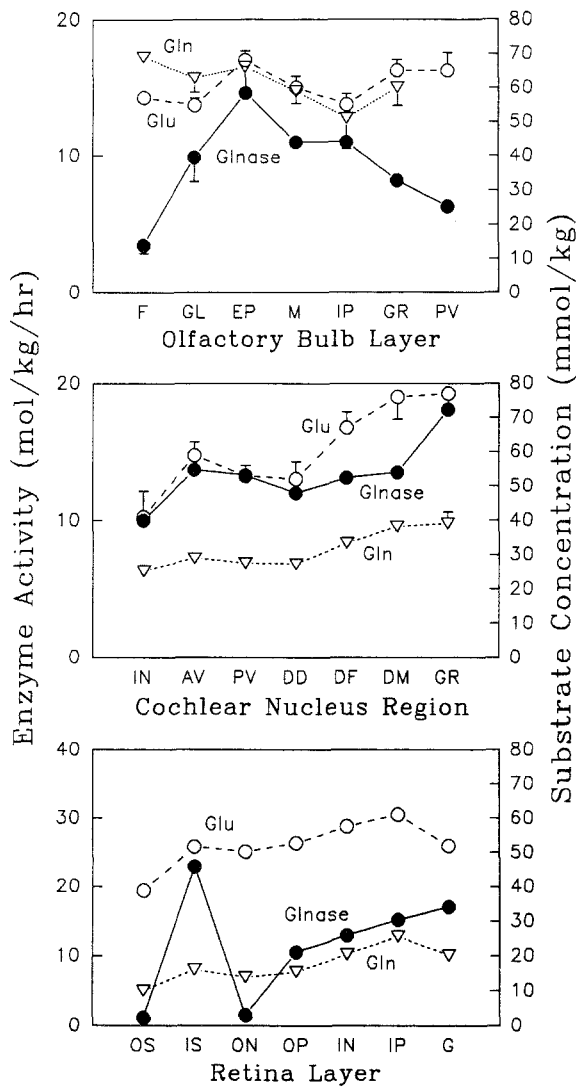 Enzyme Activity (mol/kg/hr)
Substrate Concentration (mmol/kg)
20
10
0
80
70
60
50
40
30
20
10
0
Gln
Glu
Glnase
F GL EP M IP GR PV
Olfactory Bulb Layer
20
10
0
80
70
60
50
40
30
20
10
0
Glu
Glnase
Gln
IN AV PV DD DF DM GR
Cochlear Nucleus Region
40
30
20
10
0
80
70
60
50
40
30
20
10
0
Glu
Glnase
Gln
OS IS ON OP IN IP G
Retina Layer